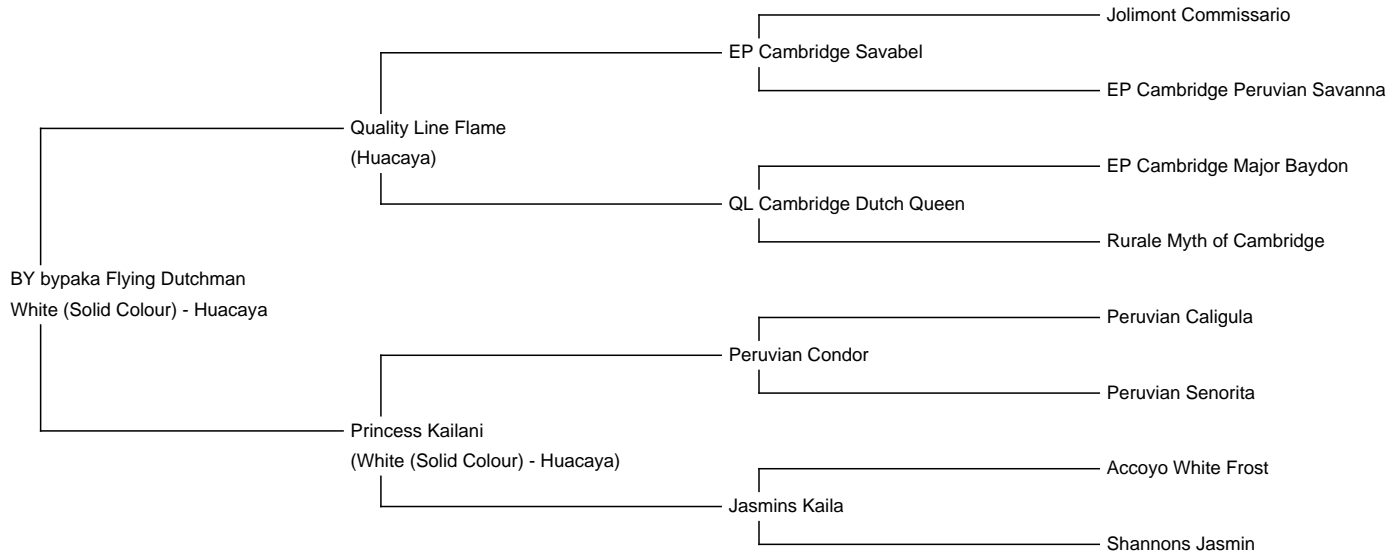 Jolimont Commissario
EP Cambridge Savabel
EP Cambridge Peruvian Savanna
Quality Line Flame
(Huacaya)
EP Cambridge Major Baydon
QL Cambridge Dutch Queen
Rurale Myth of Cambridge
BY bypaka Flying Dutchman
White (Solid Colour) - Huacaya
Peruvian Caligula
Peruvian Condor
Peruvian Senorita
Princess Kailani
(White (Solid Colour) - Huacaya)
Accoyo White Frost
Jasmins Kaila
Shannons Jasmin